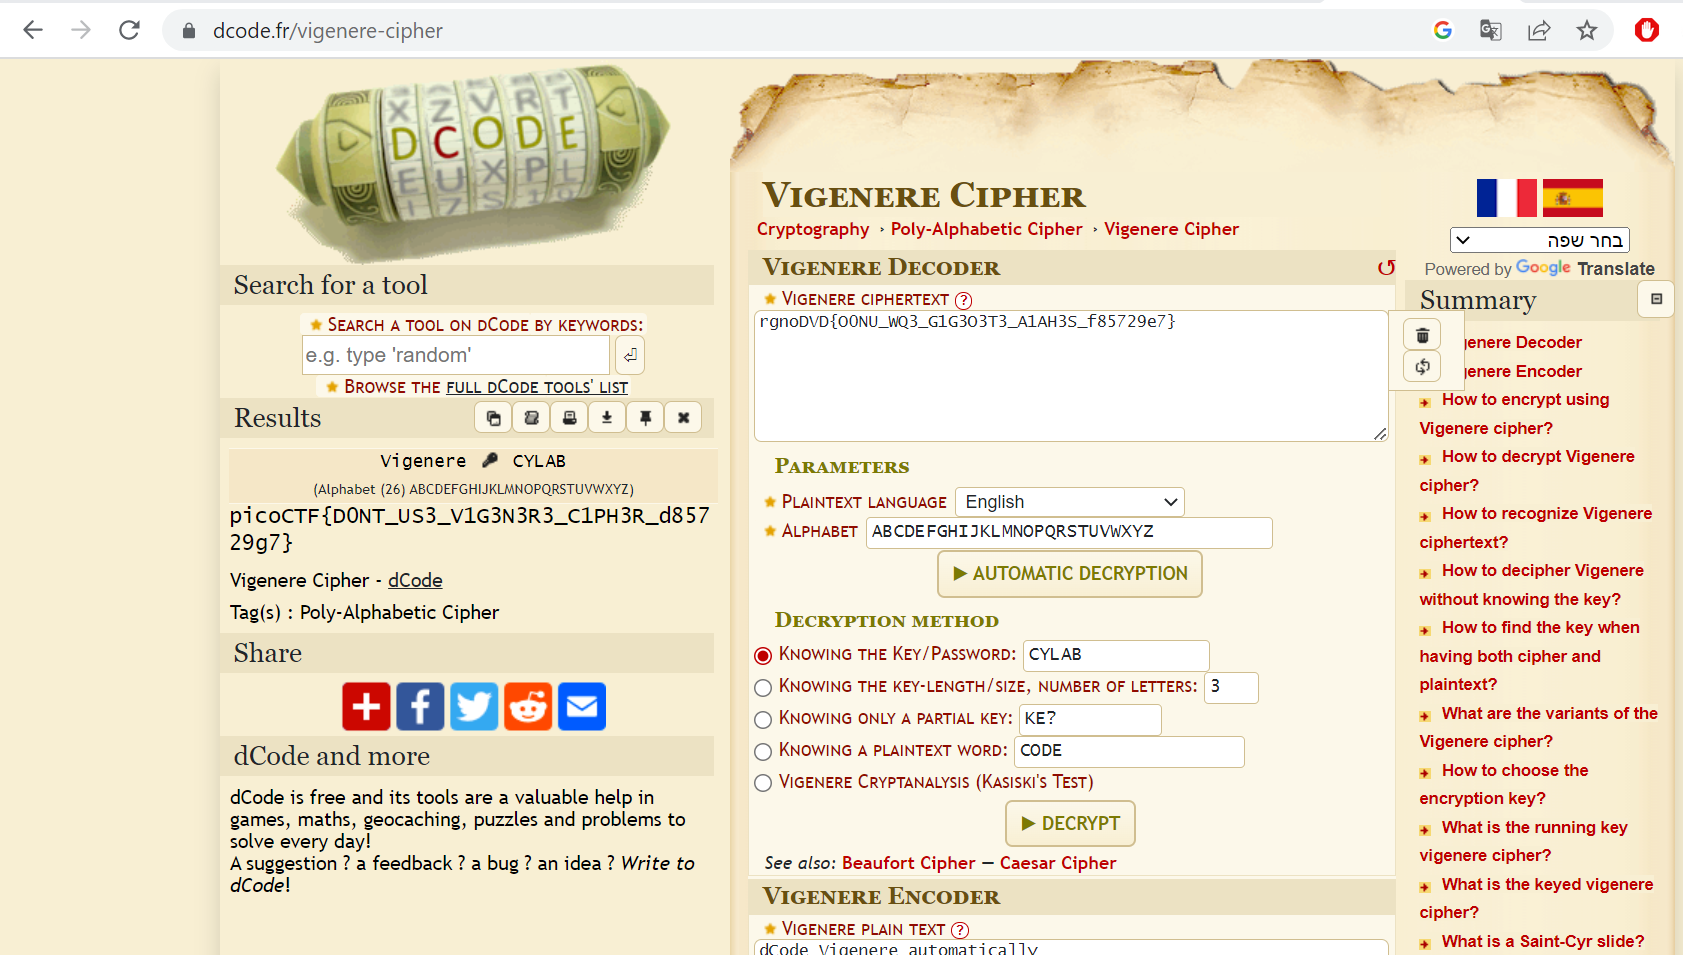 dcode.fr/vigenere-cipher
X Z V R T
D C O D E
E U X P L
Search for a tool
SEARCH A TOOL ON DCODE BY KEYWORDS:
e.g. type 'random'
BROWSE THE FULL DCODE TOOLS' LIST
Results
Vigenere CYLAB
(Alphabet (26) ABCDEFGHIJKLMNOPQRSTUVWXYZ)
picoCTF{D0NT_US3_V1G3N3R3_C1PH3R_d857
29g7}
Vigenere Cipher - dCode
Tag(s) : Poly-Alphabetic Cipher
Share
dCode and more
dCode is free and its tools are a valuable help in
games, maths, geocaching, puzzles and problems to
solve every day!
A suggestion ? a feedback ? a bug ? an idea ? Write to
dCode!
VIGENERE CIPHER
Cryptography › Poly-Alphabetic Cipher › Vigenere Cipher
VIGENERE DECODER
VIGENERE CIPHERTEXT ?
rgnoDVD{O0NU_WQ3_G1G3O3T3_A1AH3S_f85729e7}
PARAMETERS
PLAINTEXT LANGUAGE English
ALPHABET ABCDEFGHIJKLMNOPQRSTUVWXYZ
▶ AUTOMATIC DECRYPTION
DECRYPTION METHOD
KNOWING THE KEY/PASSWORD: CYLAB
KNOWING THE KEY-LENGTH/SIZE, NUMBER OF LETTERS: 3
KNOWING ONLY A PARTIAL KEY: KE?
KNOWING A PLAINTEXT WORD: CODE
VIGENERE CRYPTANALYSIS (KASISKI'S TEST)
▶ DECRYPT
See also: Beaufort Cipher — Caesar Cipher
VIGENERE ENCODER
VIGENERE PLAIN TEXT ?
dCode Vigenere automatically
בחר שפה
Powered by Google Translate
Summary
genere Decoder
genere Encoder
How to encrypt using
Vigenere cipher?
How to decrypt Vigenere
cipher?
How to recognize Vigenere
ciphertext?
How to decipher Vigenere
without knowing the key?
How to find the key when
having both cipher and
plaintext?
What are the variants of the
Vigenere cipher?
How to choose the
encryption key?
What is the running key
vigenere cipher?
What is the keyed vigenere
cipher?
What is a Saint-Cyr slide?